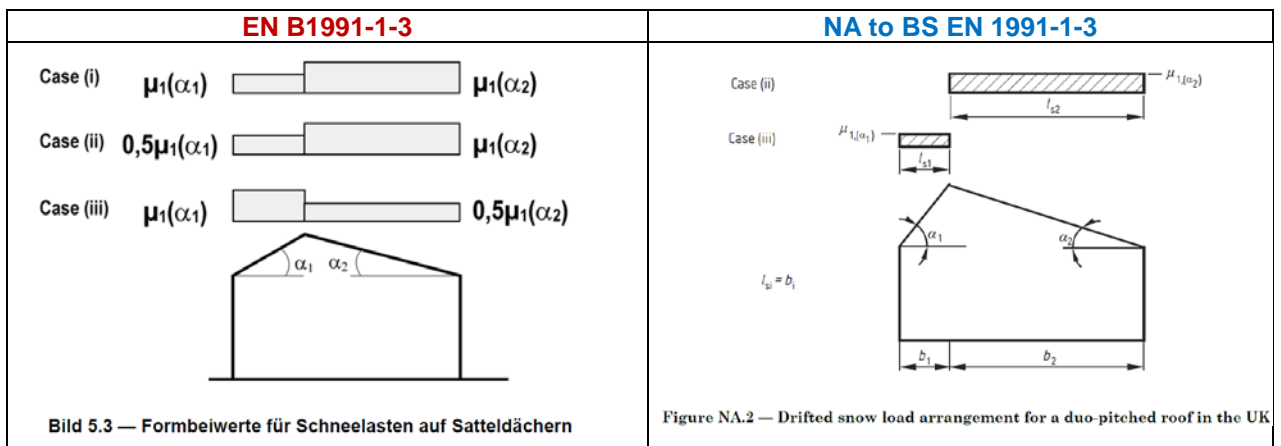 EN B1991-1-3
Case (i) μ₁(α₁) μ₁(α₂)
Case (ii) 0,5μ₁(α₁) μ₁(α₂)
Case (iii) μ₁(α₁) 0,5μ₁(α₂)
α₁ α₂
Bild 5.3 — Formbeiwerte für Schneelasten auf Satteldächern
NA to BS EN 1991-1-3
Case (ii) μ₁,(α₂)
lₛ₂
Case (iii) μ₁,(α₁)
lₛ₁
α₁ α₂
lₛᵢ = bᵢ
b₁ b₂
Figure NA.2 — Drifted snow load arrangement for a duo-pitched roof in the UK